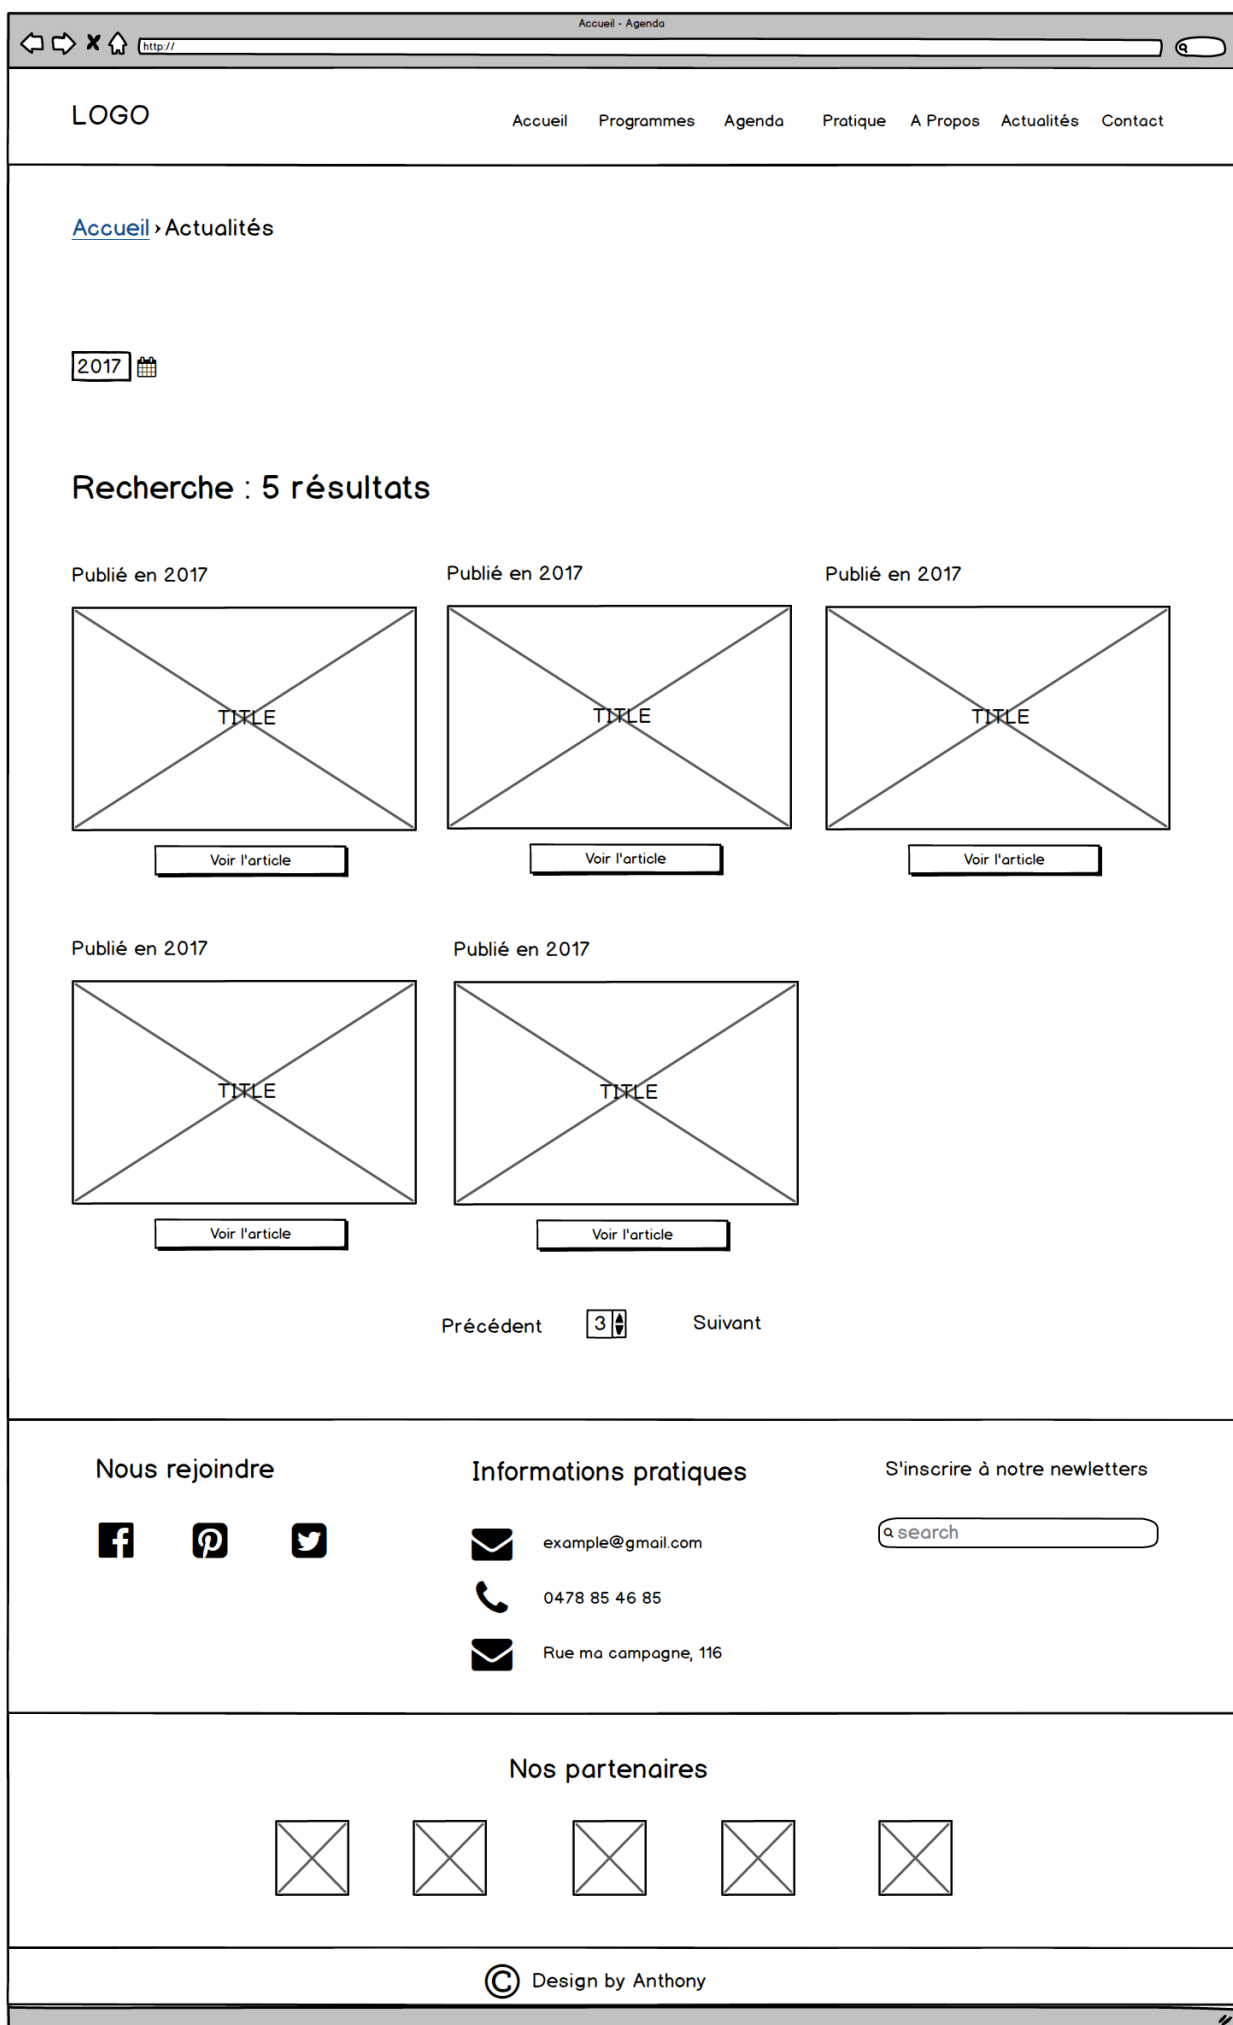 Accueil - Agenda
http://
LOGO
Accueil Programmes Agenda Pratique A Propos Actualités Contact
Accueil › Actualités
2017
Recherche : 5 résultats
Publié en 2017 Publié en 2017 Publié en 2017
TITLE TITLE TITLE
Voir l'article Voir l'article Voir l'article
Publié en 2017 Publié en 2017
TITLE TITLE
Voir l'article Voir l'article
Précédent 3 Suivant
Nous rejoindre
Informations pratiques
example@gmail.com
0478 85 46 85
Rue ma campagne, 116
S'inscrire à notre newletters
search
Nos partenaires
© Design by Anthony